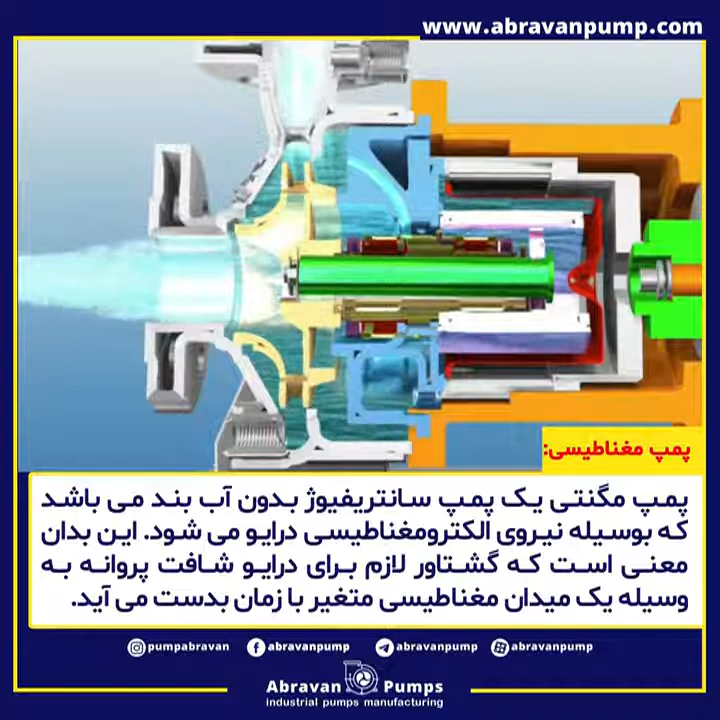 www.abravanpump.com
پمپ مغناطیسی:
پمپ مگنتی یک پمپ سانتریفیوژ بدون آب بند می باشد
که بوسیله نیروی الکترومغناطیسی درایو می شود. این بدان
معنی است که گشتاور لازم برای درایو شافت پروانه به
وسیله یک میدان مغناطیسی متغیر با زمان بدست می آید.
pumpabravan abravanpump abravanpump abravanpump
Abravan Pumps
industrial pumps manufacturing